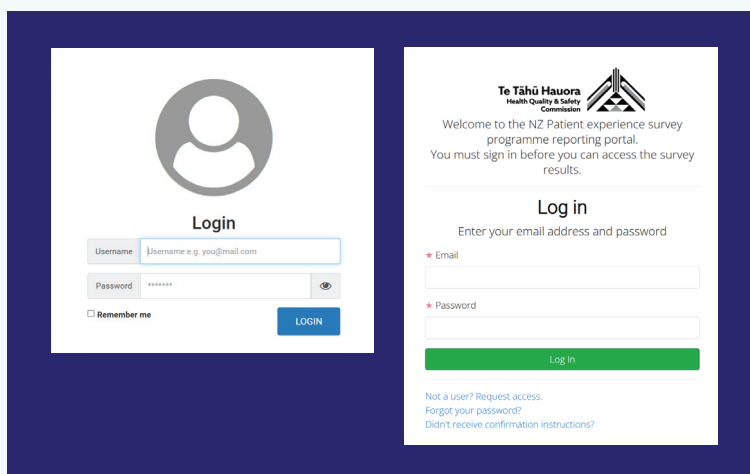 Login
Username
Username e.g. you@mail.com
Password
*******
Remember me
LOGIN
Te Tāhū Hauora
Health Quality & Safety
Commission
Welcome to the NZ Patient experience survey
programme reporting portal.
You must sign in before you can access the survey
results.
Log in
Enter your email address and password
* Email
* Password
Log In
Not a user? Request access.
Forgot your password?
Didn't receive confirmation instructions?